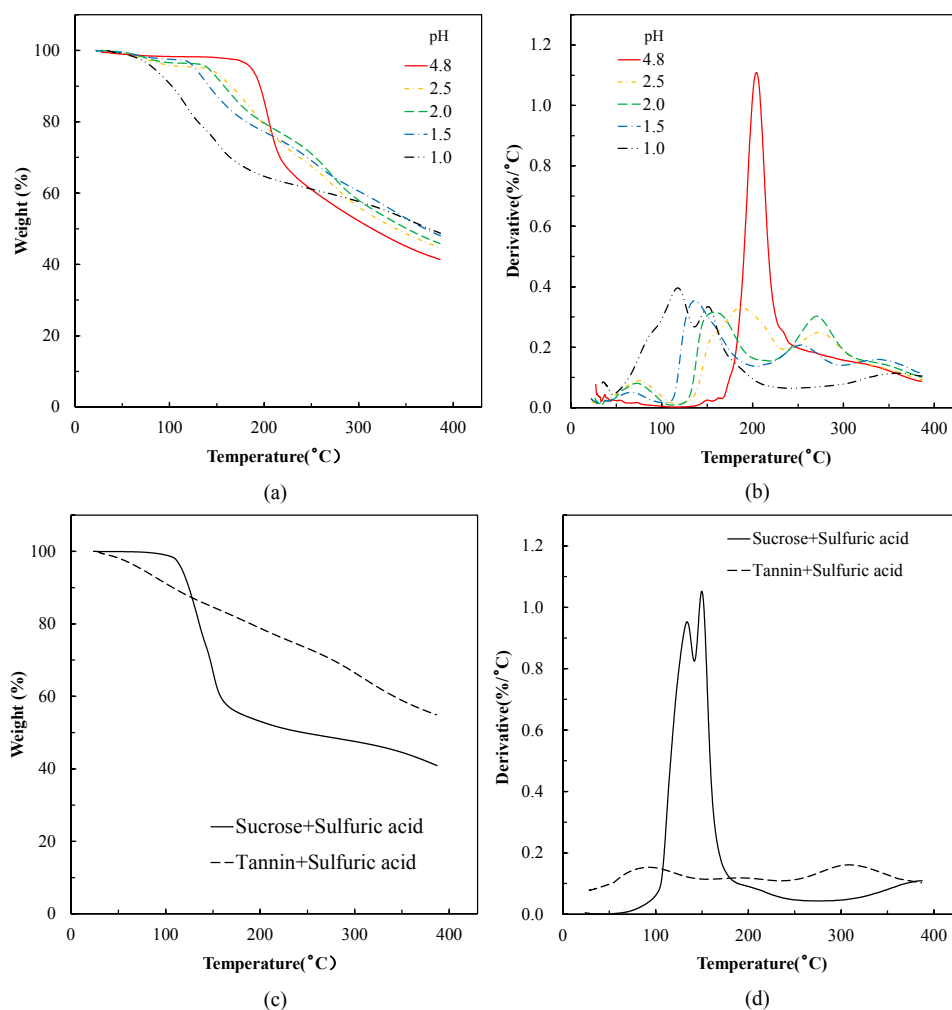 pH
4.8
2.5
2.0
1.5
1.0
100
80
60
40
20
0
0 100 200 300 400
Weight (%)
Temperature(°C)
(a)
pH
4.8
2.5
2.0
1.5
1.0
1.2
1.0
0.8
0.6
0.4
0.2
0.0
0 100 200 300 400
Derivative(%/°C)
Temperature(°C)
(b)
100
80
60
40
20
0
0 100 200 300 400
Weight (%)
Sucrose+Sulfuric acid
Tannin+Sulfuric acid
Temperature(°C)
(c)
Sucrose+Sulfuric acid
Tannin+Sulfuric acid
1.2
1.0
0.8
0.6
0.4
0.2
0.0
0 100 200 300 400
Derivative(%/°C)
Temperature(°C)
(d)